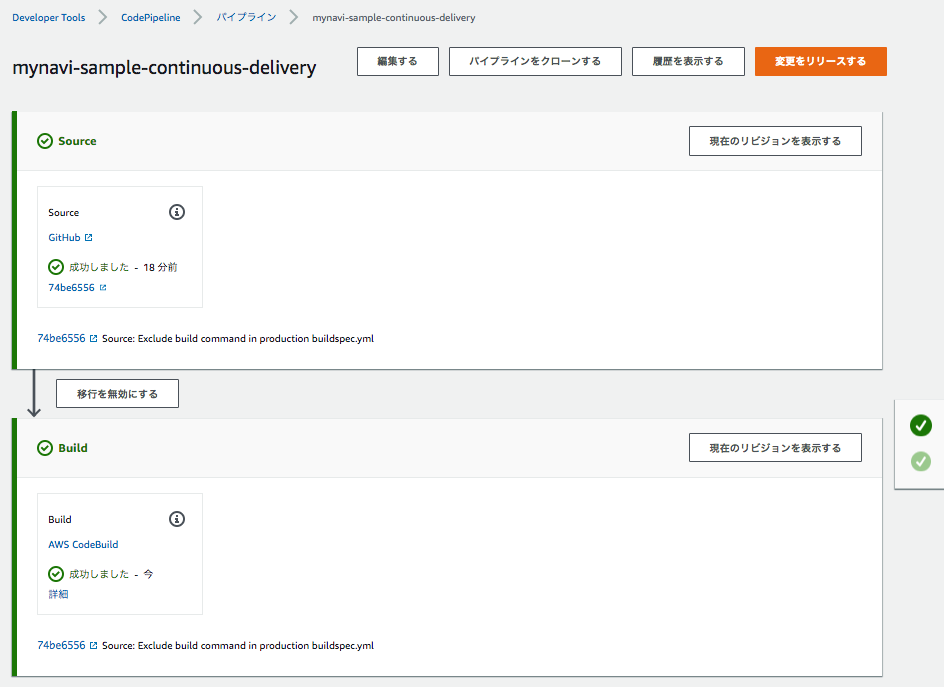 Developer Tools CodePipeline パイプライン mynavi-sample-continuous-delivery
mynavi-sample-continuous-delivery
編集する パイプラインをクローンする 履歴を表示する 変更をリリースする
Source 現在のリビジョンを表示する
Source
GitHub
成功しました - 18 分前
74be6556
74be6556 Source: Exclude build command in production buildspec.yml
移行を無効にする
Build 現在のリビジョンを表示する
Build
AWS CodeBuild
成功しました - 今
詳細
74be6556 Source: Exclude build command in production buildspec.yml